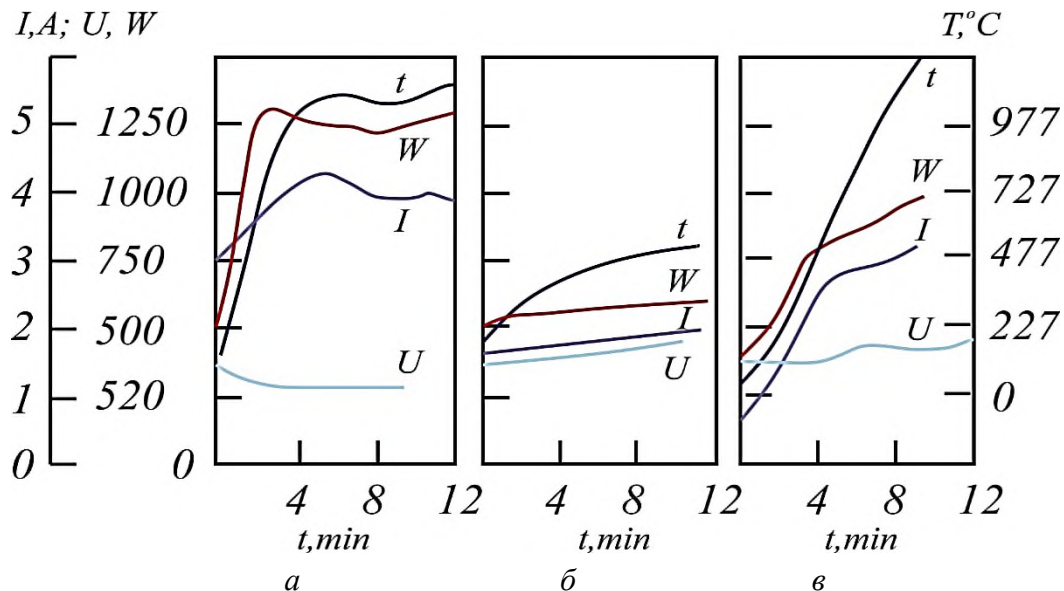 I,A; U, W
T,°C
5 1250
4 1000
3 750
2 500
1 520
0 0
t
W
I
U
t
W
I
U
t
W
I
U
977
727
477
227
0
4 8 12
4 8 12
4 8 12
t,min
t,min
t,min
а
б
в